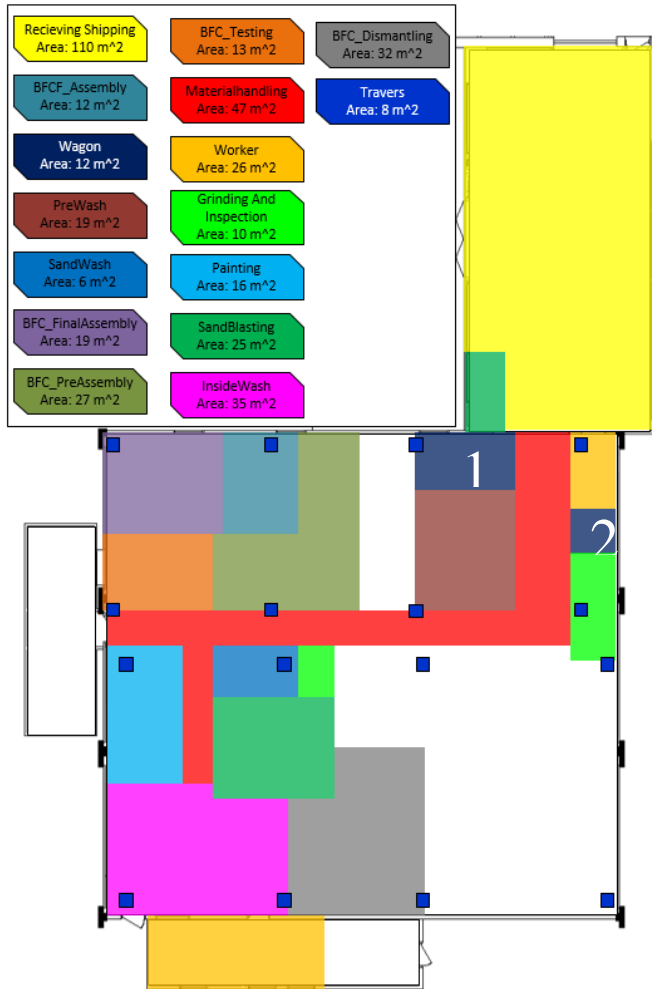 Recieving Shipping
Area: 110 m^2
BFC_Testing
Area: 13 m^2
BFC_Dismantling
Area: 32 m^2
BFCF_Assembly
Area: 12 m^2
Materialhandling
Area: 47 m^2
Travers
Area: 8 m^2
Wagon
Area: 12 m^2
Worker
Area: 26 m^2
PreWash
Area: 19 m^2
Grinding And
Inspection
Area: 10 m^2
SandWash
Area: 6 m^2
Painting
Area: 16 m^2
BFC_FinalAssembly
Area: 19 m^2
SandBlasting
Area: 25 m^2
BFC_PreAssembly
Area: 27 m^2
InsideWash
Area: 35 m^2
1
2